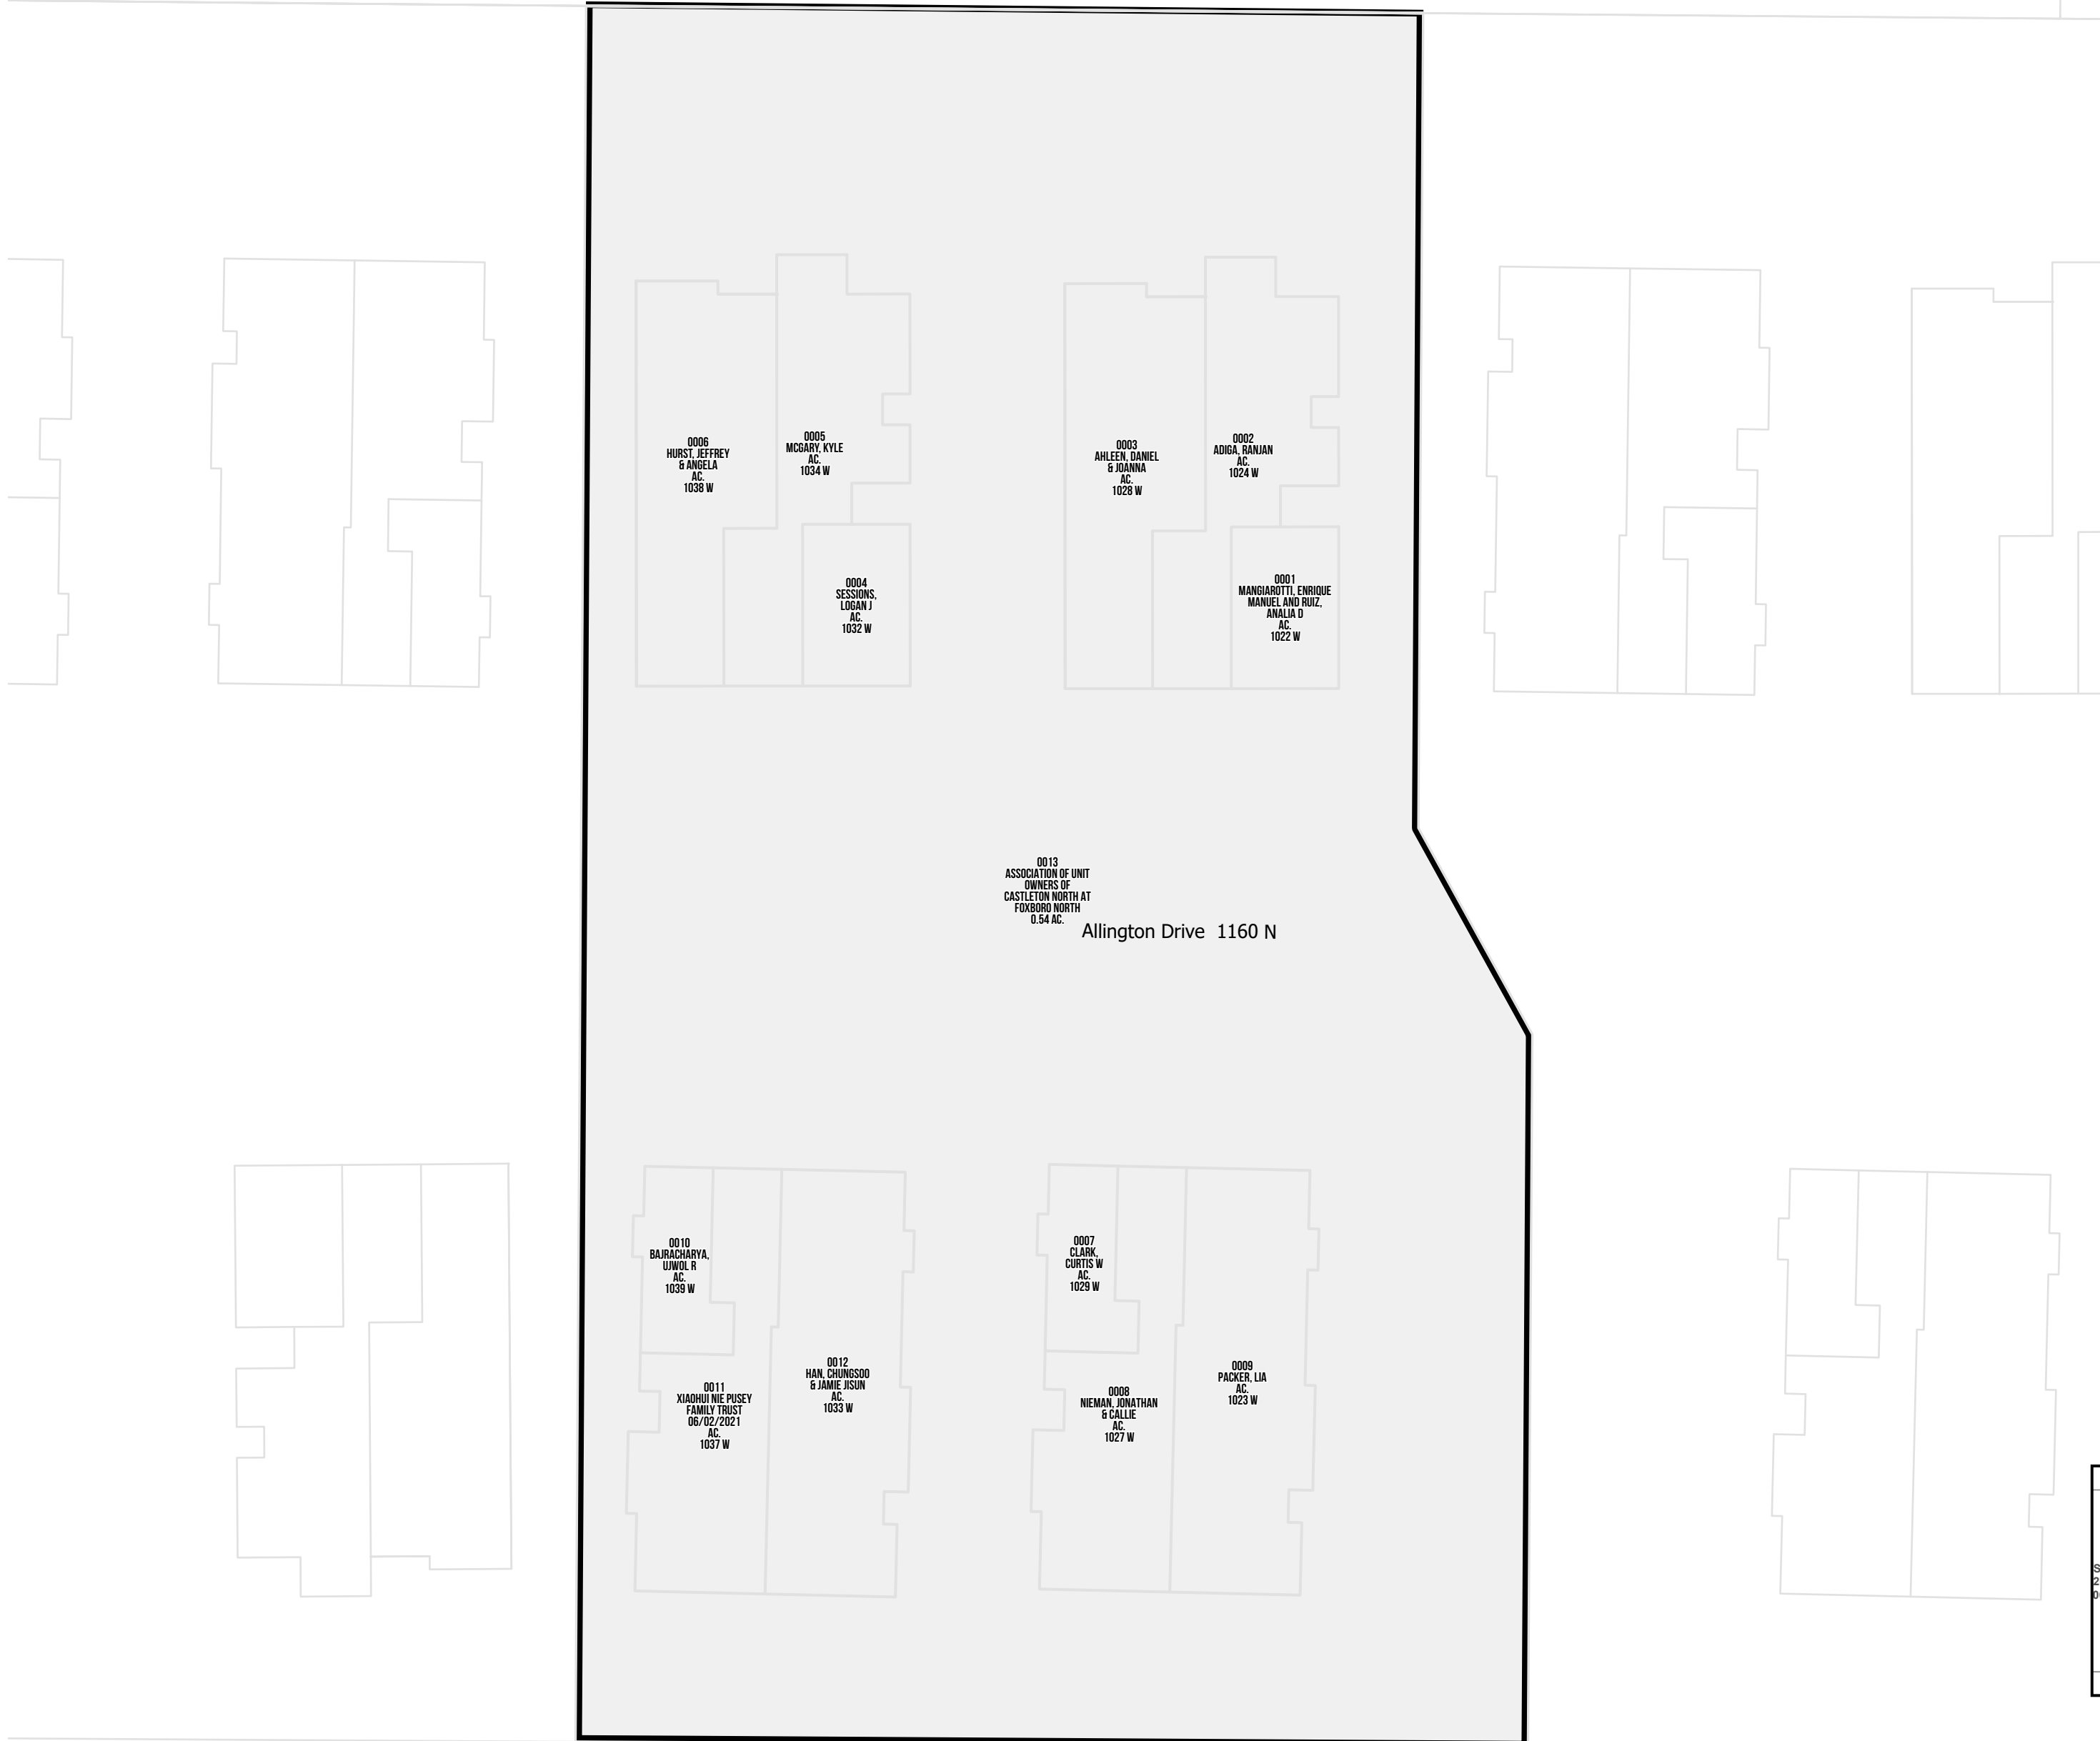 0006
HURST, JEFFREY
& ANGELA
AC.
1038 W
0005
MCGARY, KYLE
AC.
1034 W
0003
AHLEEN, DANIEL
& JOANNA
AC.
1028 W
0002
ADIGA, RANJAN
AC.
1024 W
0004
SESSIONS,
LOGAN J
AC.
1032 W
0001
MANGIAROTTI, ENRIQUE
MANUEL AND RUIZ,
ANALIA D
AC.
1022 W
0013
ASSOCIATION OF UNIT
OWNERS OF
CASTLETON NORTH AT
FOXBORO NORTH
0.54 AC.
Allington Drive 1160 N
0010
BAJRACHARYA,
UJWOL R
AC.
1039 W
0007
CLARK,
CURTIS W
AC.
1029 W
0011
XIAOHUI NIE PUSEY
FAMILY TRUST
06/02/2021
AC.
1037 W
0012
HAN, CHUNGSOO
& JAMIE JISUN
AC.
1033 W
0008
NIEMAN, JONATHAN
& CALLIE
AC.
1027 W
0009
PACKER, LIA
AC.
1023 W